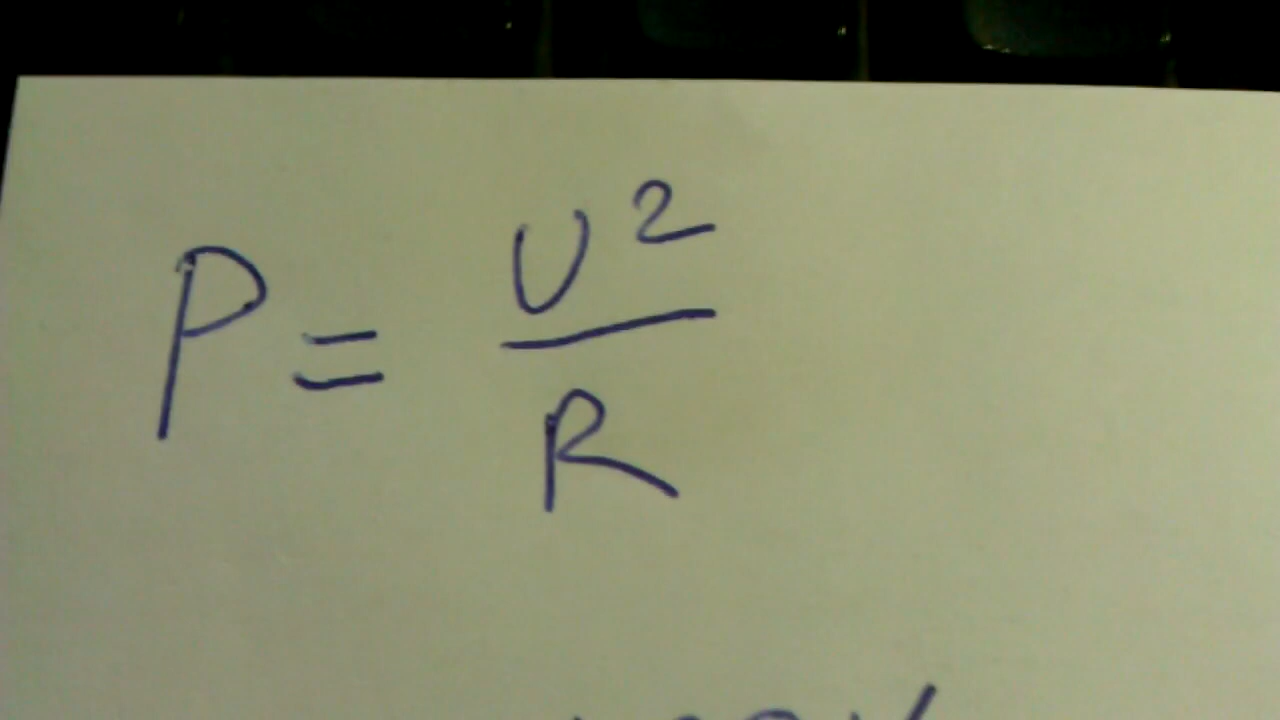 P = U² / R